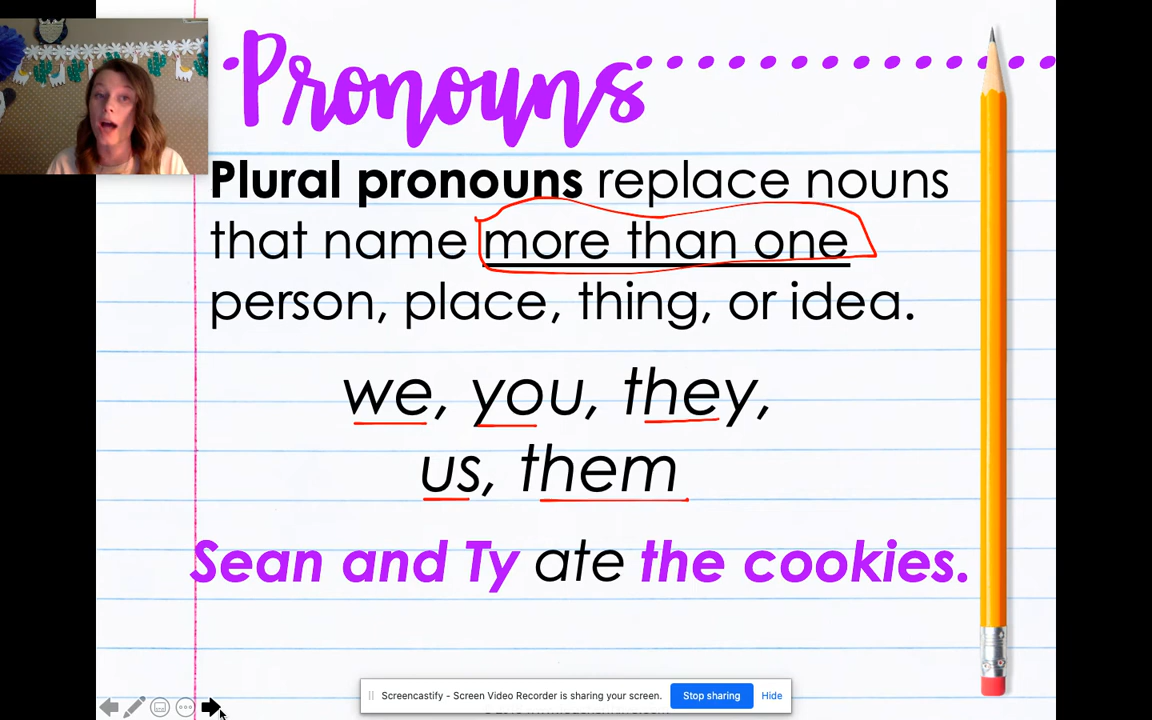 Pronouns
Plural pronouns replace nouns
that name more than one
person, place, thing, or idea.
we, you, they,
us, them
Sean and Ty ate the cookies.
Screencastify - Screen Video Recorder is sharing your screen. Stop sharing Hide